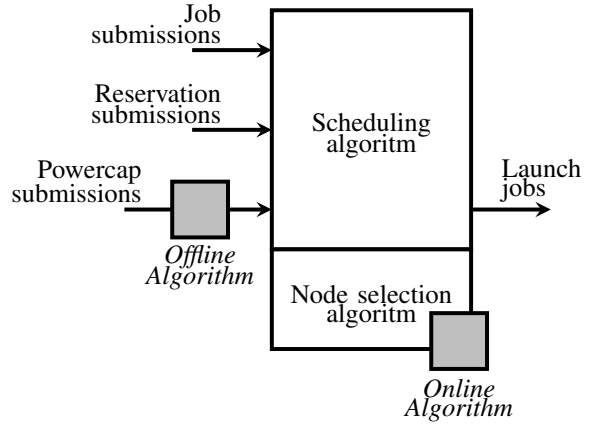 Job
submissions
Reservation
submissions
Scheduling
algoritm
Powercap
submissions
Launch
jobs
Offline
Algorithm
Node selection
algoritm
Online
Algorithm